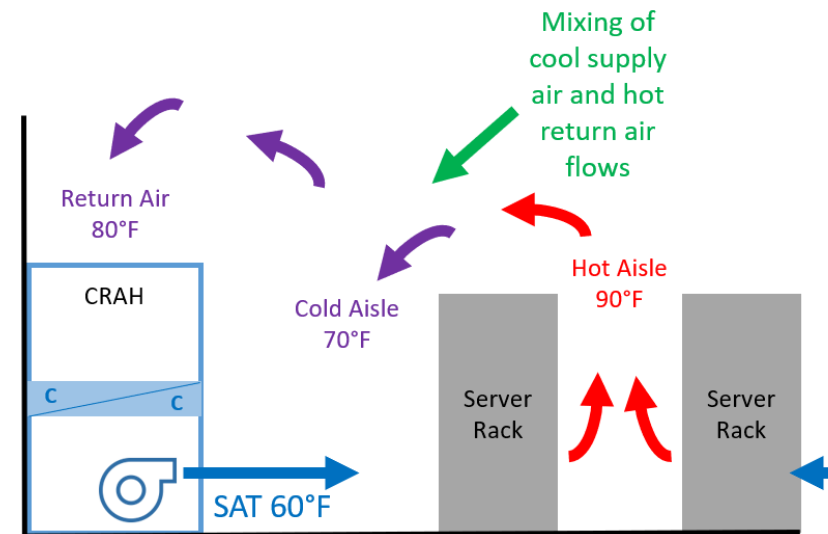 Mixing of
cool supply
air and hot
return air
flows
Return Air
80°F
Hot Aisle
90°F
CRAH
Cold Aisle
70°F
C
C
Server
Rack
Server
Rack
SAT 60°F